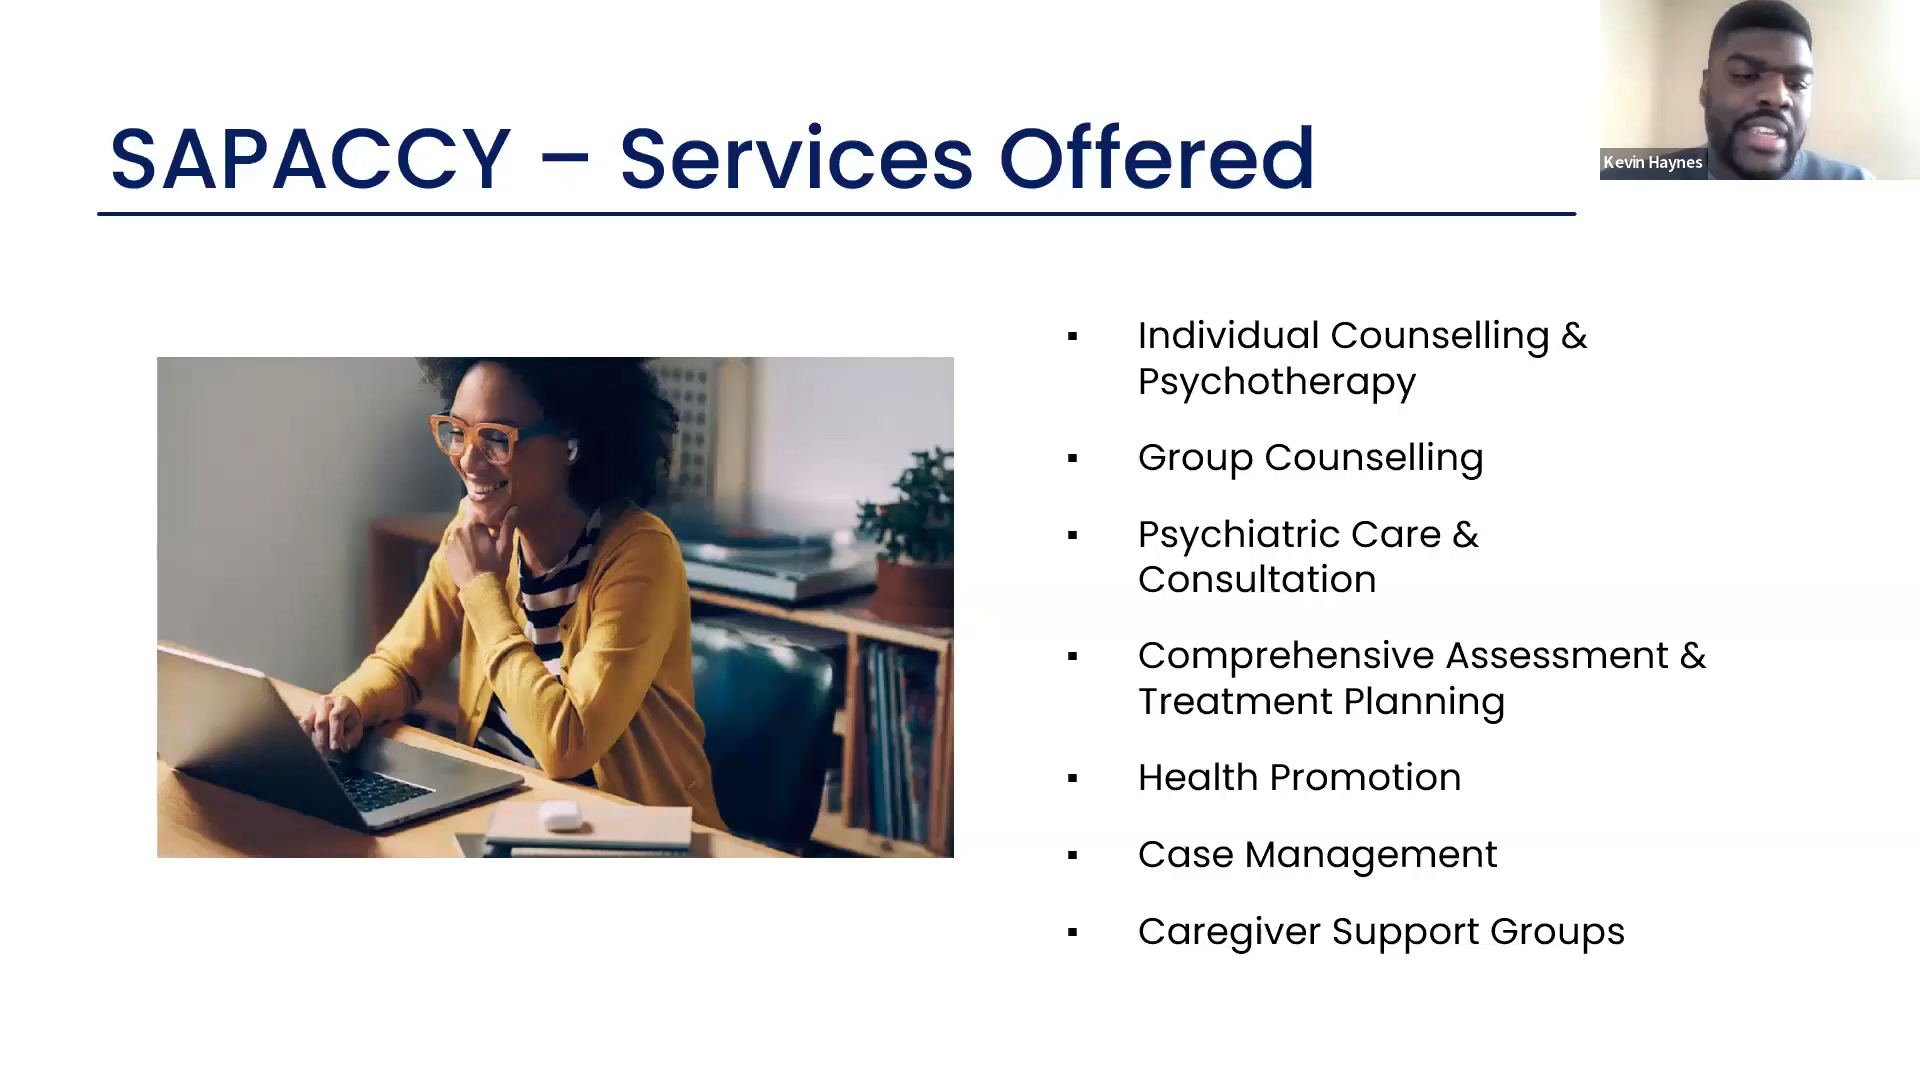 SAPACCY – Services Offered
Kevin Haynes
▪ Individual Counselling &
Psychotherapy
▪ Group Counselling
▪ Psychiatric Care &
Consultation
▪ Comprehensive Assessment &
Treatment Planning
▪ Health Promotion
▪ Case Management
▪ Caregiver Support Groups